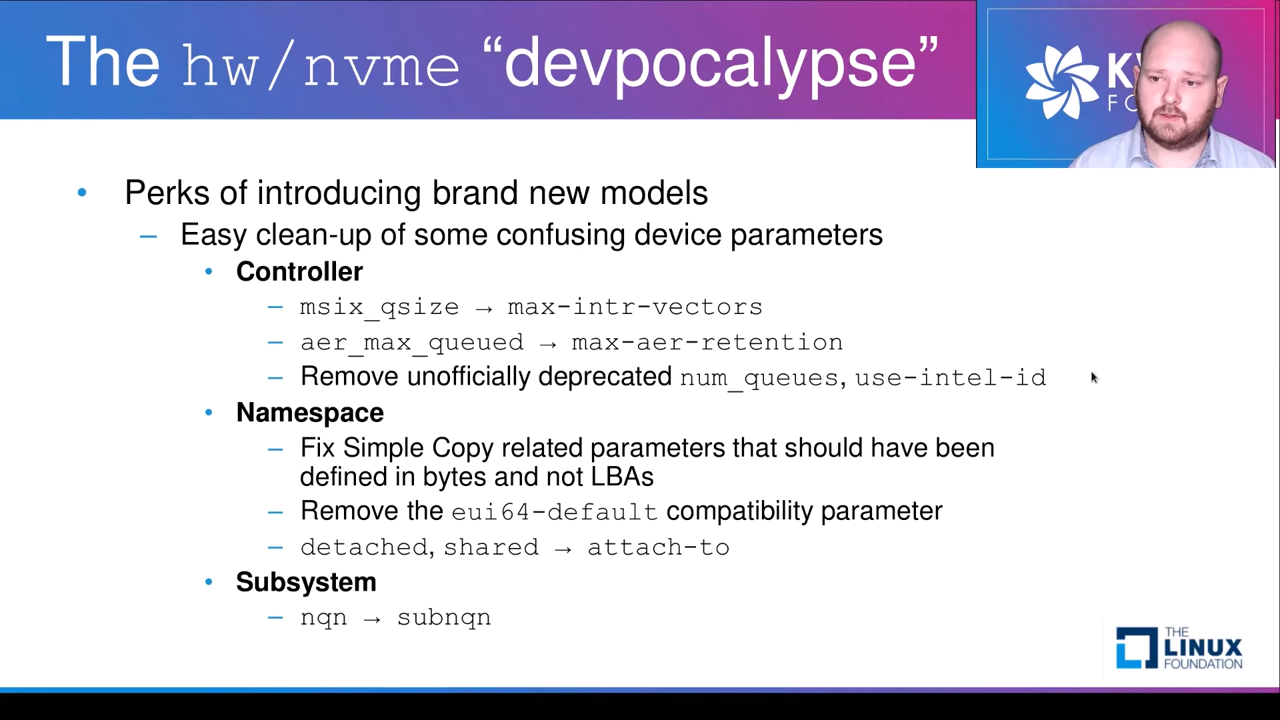 The hw/nvme “devpocalypse”
• Perks of introducing brand new models
– Easy clean-up of some confusing device parameters
• Controller
– msix_qsize → max-intr-vectors
– aer_max_queued → max-aer-retention
– Remove unofficially deprecated num_queues, use-intel-id
• Namespace
– Fix Simple Copy related parameters that should have been
defined in bytes and not LBAs
– Remove the eui64-default compatibility parameter
– detached, shared → attach-to
• Subsystem
– nqn → subnqn
THE
LINUX
FOUNDATION